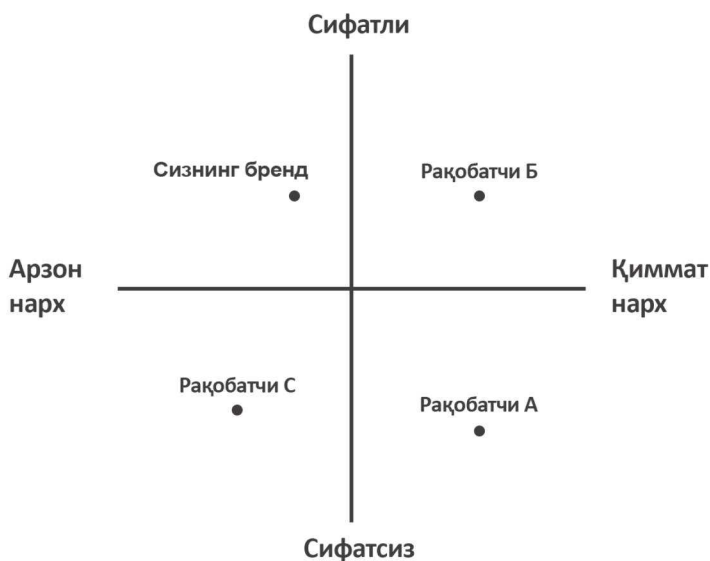 Сифатли
Сизнинг бренд
Рақобатчи Б
Арзон
нарх
Қиммат
нарх
Рақобатчи С
Рақобатчи А
Сифатсиз